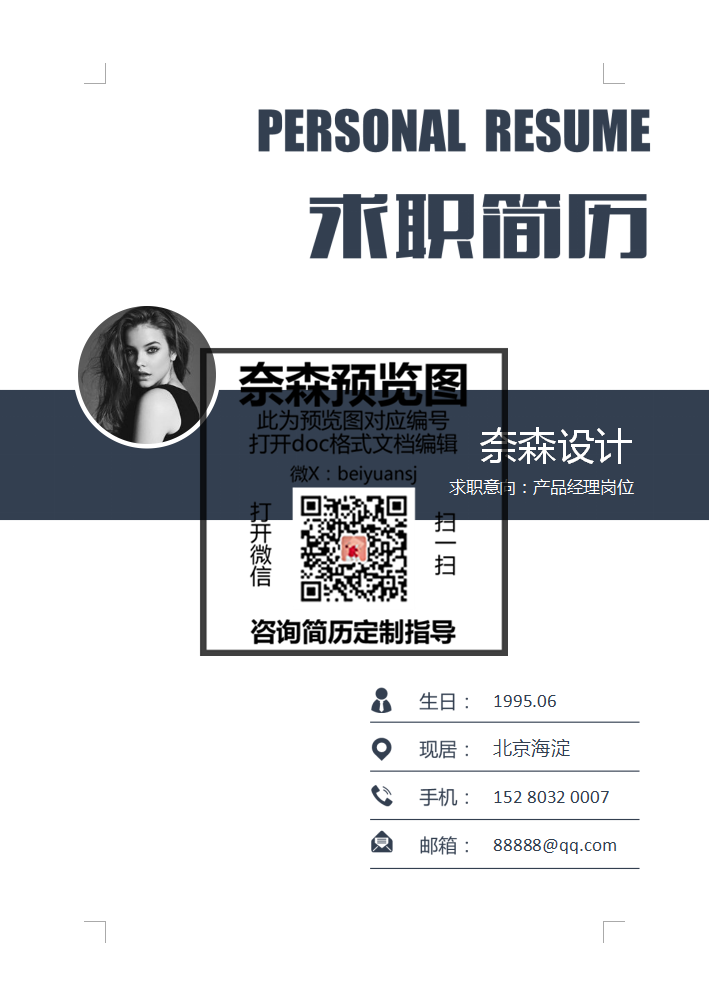 PERSONAL RESUME
求职简历
奈森预览图
此为预览图对应编号
打开doc格式文档编辑
微X：beiyuansj
奈森设计
求职意向：产品经理岗位
打开微信
扫一扫
咨询简历定制指导
生日： 1995.06
现居： 北京海淀
手机： 152 8032 0007
邮箱： 88888@qq.com